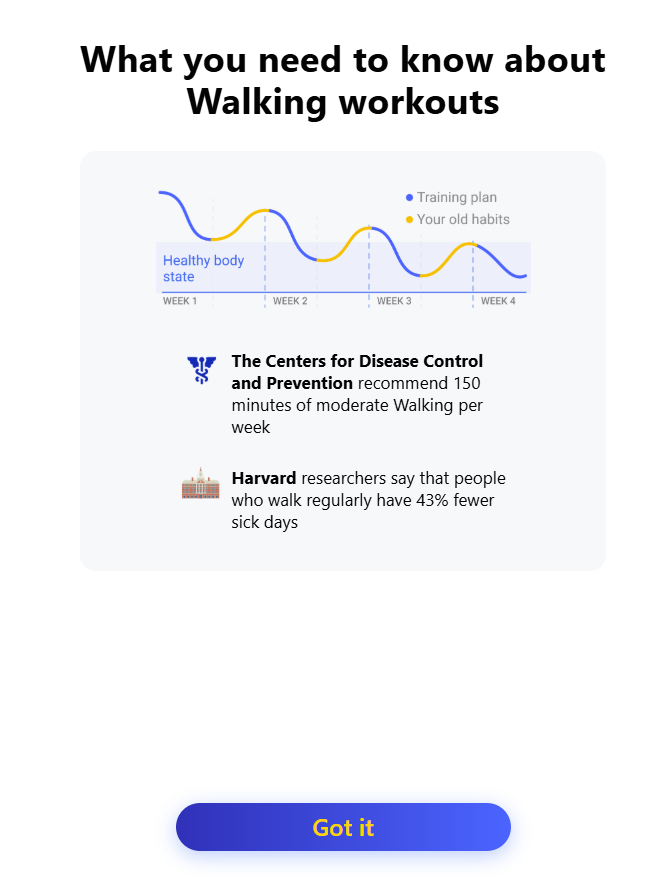 What you need to know about
Walking workouts
Training plan
Your old habits
Healthy body
state
WEEK 1
WEEK 2
WEEK 3
WEEK 4
The Centers for Disease Control
and Prevention recommend 150
minutes of moderate Walking per
week
Harvard researchers say that people
who walk regularly have 43% fewer
sick days
Got it